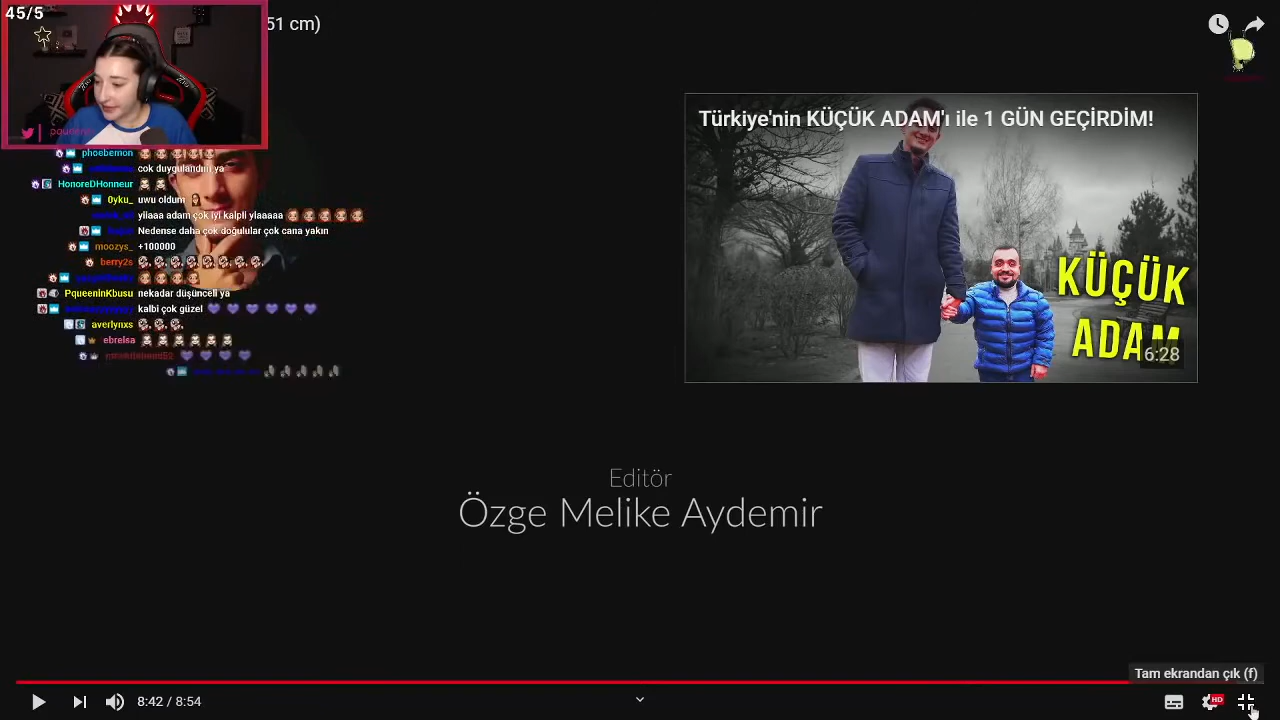 45/5
51 cm)
phoebemon
cok duygulandım ya
HonoreDHonneur
0yku_: uwu oldum
yiiaaa adam çok iyi kalpli ylaaaaa
Nedense daha çok doğulular çok cana yakın
moozys_ +100000
berry2s
PqueeninKbusu nekadar düşünceli ya
kalbi çok güzel
averlynxs
ebrelsa
Türkiye'nin KÜÇÜK ADAM'ı ile 1 GÜN GEÇİRDİM!
KÜÇÜK
ADAM
6:28
Editör
Özge Melike Aydemir
Tam ekrandan çık (f)
8:42 / 8:54
HD